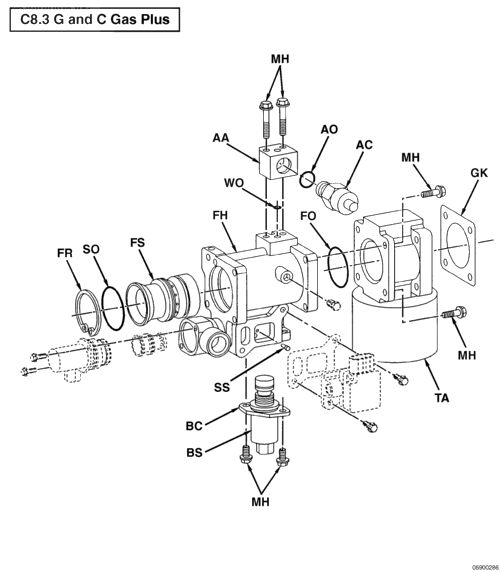 C8.3 G and C Gas Plus
MH
AA
AO
AC
MH
GK
WO
FH
FO
FS
SO
FR
MH
SS
TA
BC
BS
MH
05900286